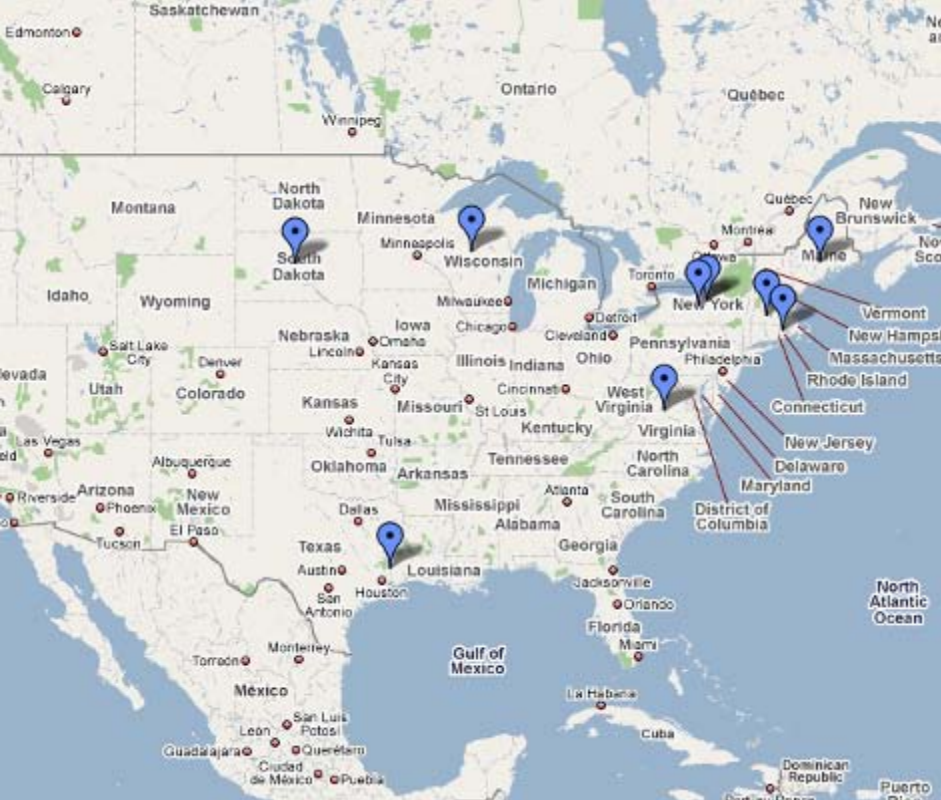 Saskatchewan
Edmonton
Calgary
Winnipeg
Ontario
Québec
Québec
New
Brunswick
Montréal
Maine
North
Dakota
Montana
Minnesota
Minneapolis
Wisconsin
South
Dakota
Michigan
Toronto
New York
Idaho
Wyoming
Milwaukee
Chicago
Detroit
Cleveland
Vermont
New Hamps
Massachusetts
Rhode Island
Connecticut
Pennsylvania
Philadelphia
Nebraska
Iowa
Omaha
Lincoln
Illinois
Indiana
Ohio
Salt Lake
City
Denver
Kansas
City
evada
Utah
Colorado
Kansas
Missouri
St Louis
Cincinnati
West
Virginia
Kentucky
Virginia
New Jersey
Delaware
Maryland
District of
Columbia
Wichita
Tulsa
Las Vegas
Albuquerque
Oklahoma
Arkansas
Tennessee
North
Carolina
Riverside
Arizona
Phoenix
New
Mexico
Tucson
El Paso
Dallas
Mississippi
Atlanta
Alabama
South
Carolina
Georgia
Texas
Austin
Louisiana
Houston
San
Antonio
Jacksonville
Orlando
Florida
Miami
North
Atlantic
Ocean
Monterrey
Torreón
Gulf of
Mexico
México
La Habana
Cuba
San Luis
Potosí
León
Guadalajara
Querétaro
Ciudad
de México
Puebla
Dominican
Republic
Puerto